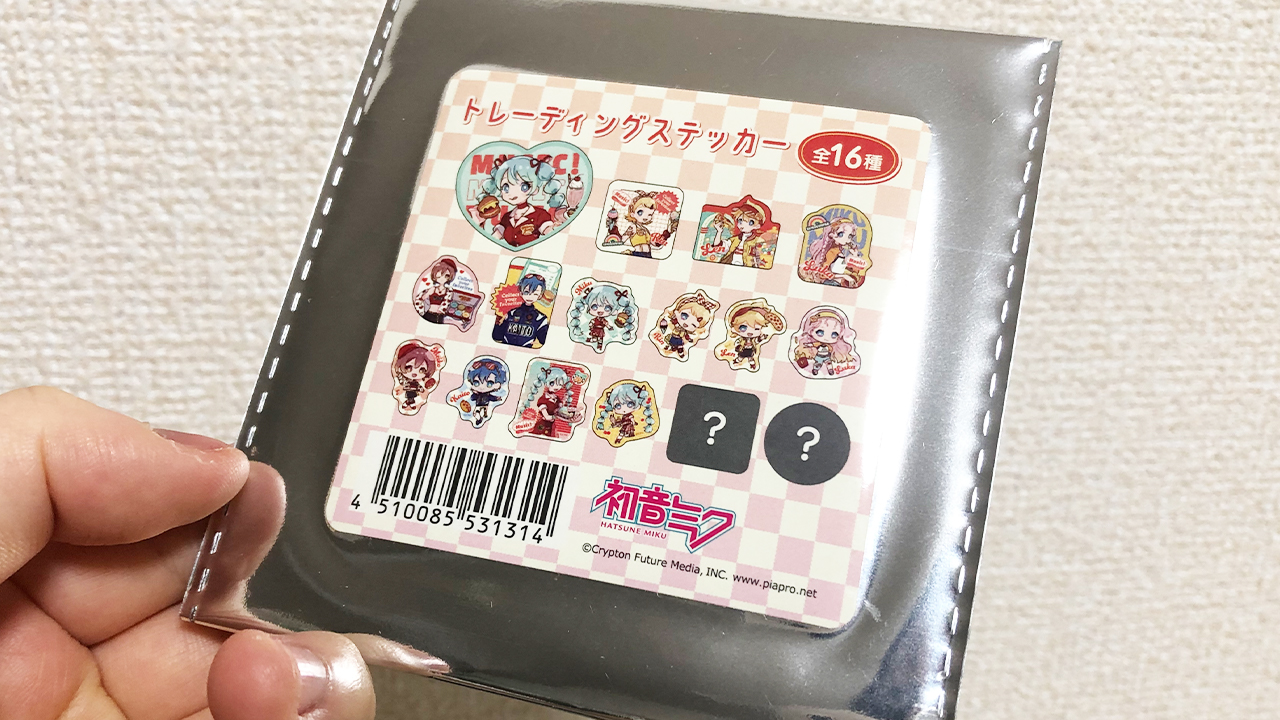 トレーディングステッカー
全16種
4 510085 531314
初音ミク
HATSUNE MIKU
©Crypton Future Media, INC. www.piapro.net